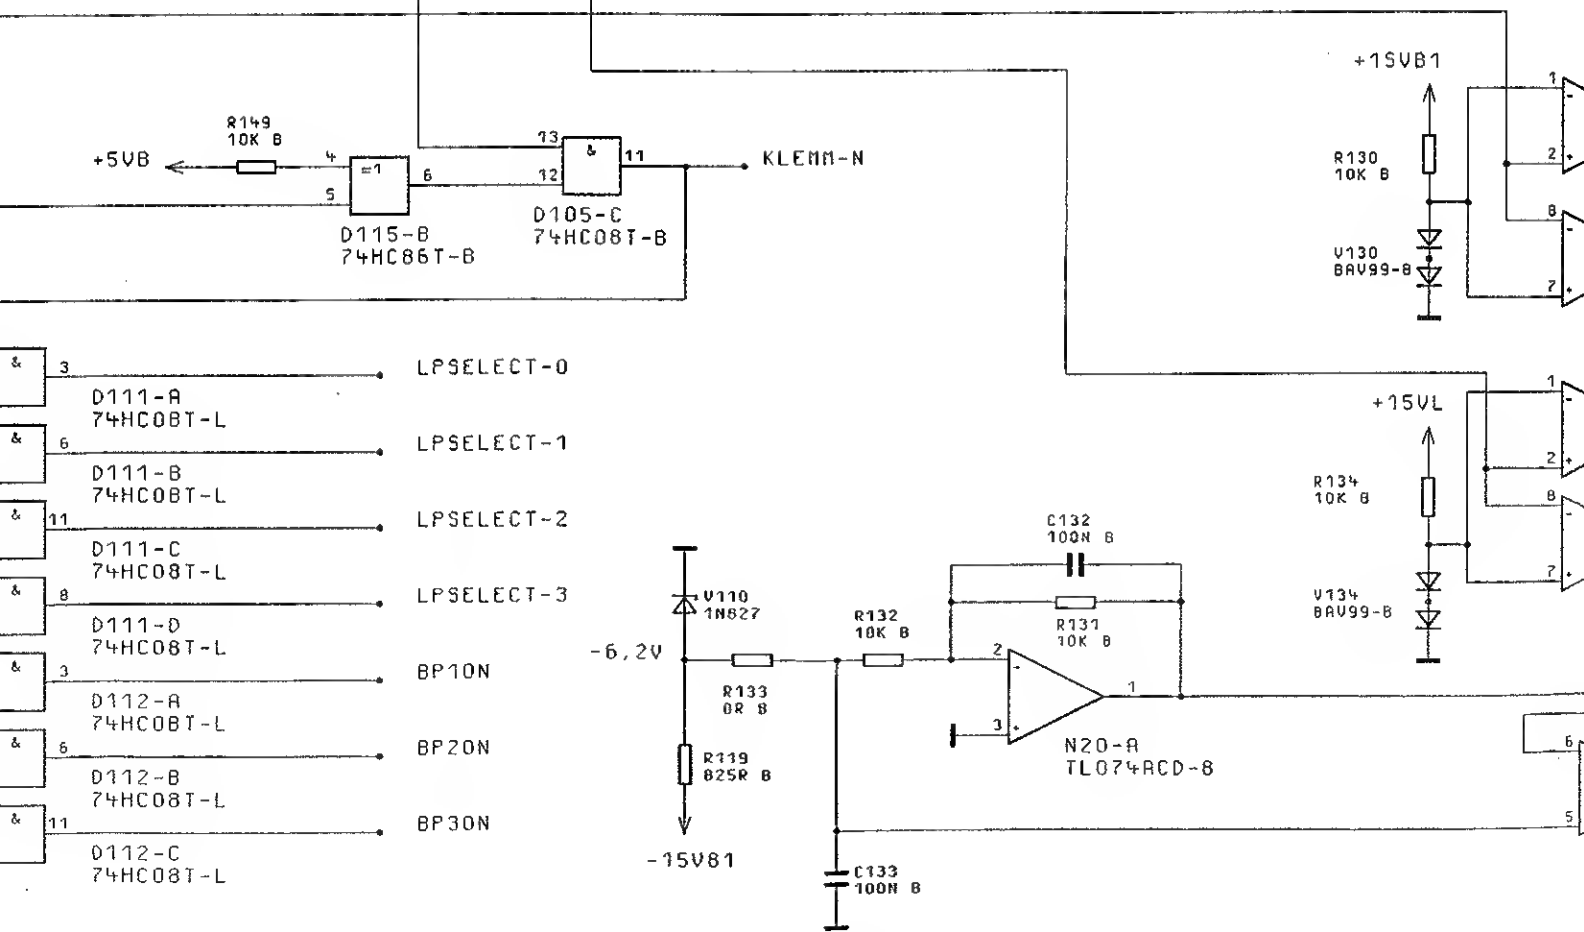 +15VB1
1
R149
10K B
+5VB
4
=1
6
5
D115-B
74HC86T-B
13
&
11
12
D105-C
74HC08T-B
KLEMM-N
R130
10K B
-
+
2
8
-
V130
BAV99-B
7
+
&
3
LPSELECT-0
D111-A
74HC08T-L
&
6
LPSELECT-1
D111-B
74HC08T-L
&
11
LPSELECT-2
D111-C
74HC08T-L
&
8
LPSELECT-3
D111-D
74HC08T-L
&
3
BP1ON
D112-A
74HC08T-L
&
6
BP2ON
D112-B
74HC08T-L
&
11
BP3ON
D112-C
74HC08T-L
+15VL
1
-
2
+
R134
10K B
8
-
7
+
V134
BAV99-B
C132
100N B
V110
1N827
R131
10K B
R132
10K B
-6,2V
R133
0R B
2
-
1
3
+
N20-A
TL074ACD-B
R119
825R B
-15VB1
C133
100N B
6
5